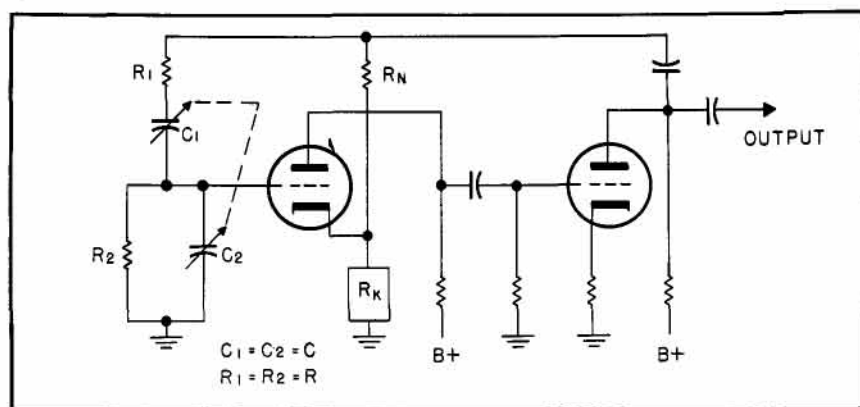 R1
RN
C1
OUTPUT
R2
C2
RK
C1 = C2 = C
R1 = R2 = R
B+
B+